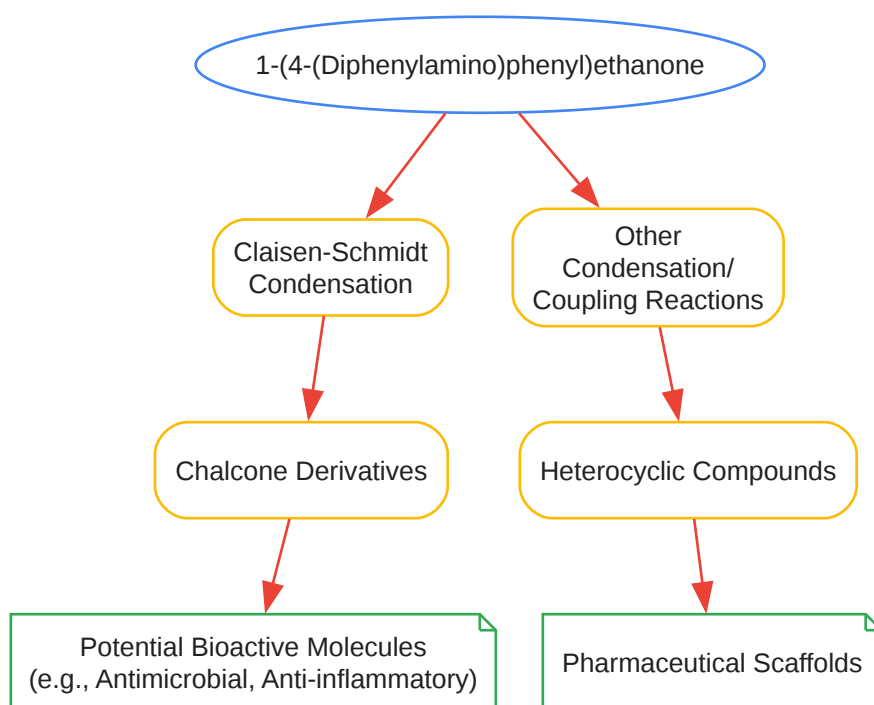 1-(4-(Diphenylamino)phenyl)ethanone
Claisen-Schmidt
Condensation
Other
Condensation/
Coupling Reactions
Chalcone Derivatives
Heterocyclic Compounds
Potential Bioactive Molecules
(e.g., Antimicrobial, Anti-inflammatory)
Pharmaceutical Scaffolds